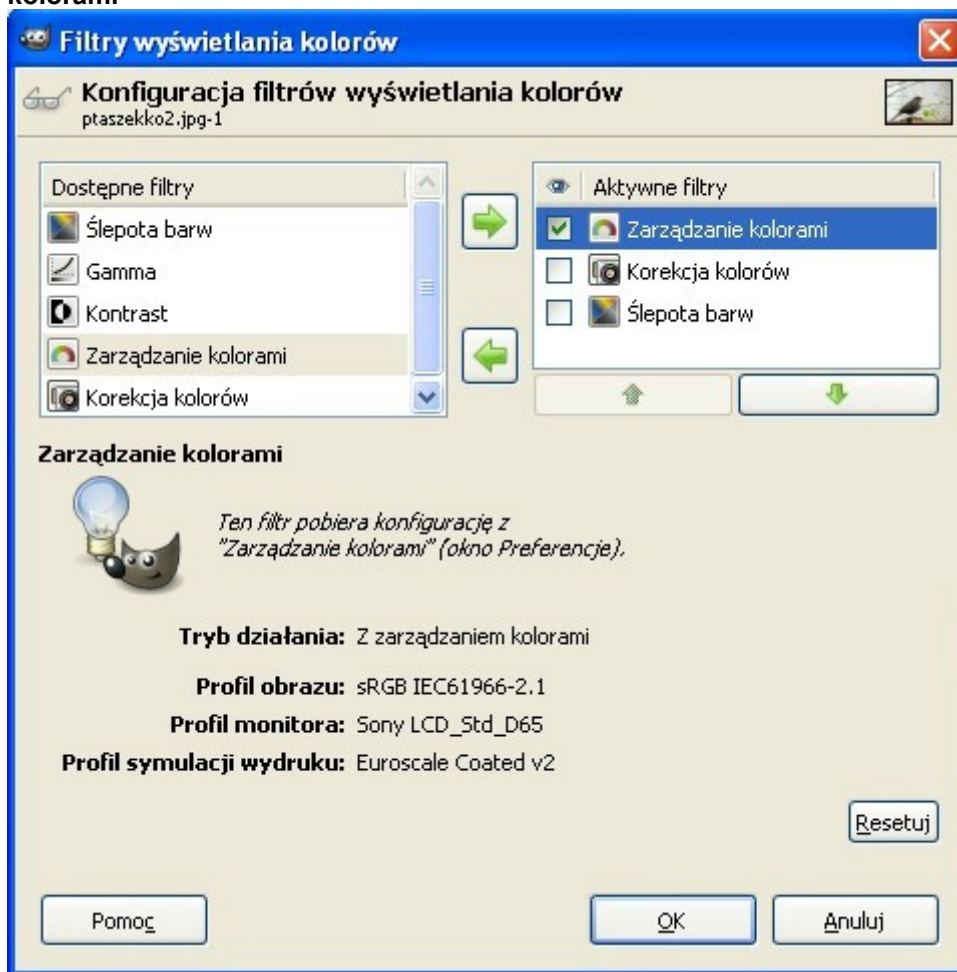 kolorami
Filtry wyświetlania kolorów
Konfiguracja filtrów wyświetlania kolorów
ptaszekko2.jpg-1
Dostępne filtry
Ślepota barw
Gamma
Kontrast
Zarządzanie kolorami
Korekcja kolorów
Aktywne filtry
Zarządzanie kolorami
Korekcja kolorów
Ślepota barw
Zarządzanie kolorami
Ten filtr pobiera konfigurację z
"Zarządzanie kolorami" (okno Preferencje).
Tryb działania: Z zarządzaniem kolorami
Profil obrazu: sRGB IEC61966-2.1
Profil monitora: Sony LCD_Std_D65
Profil symulacji wydruku: Euroscale Coated v2
Resetuj
Pomoc
OK
Anuluj